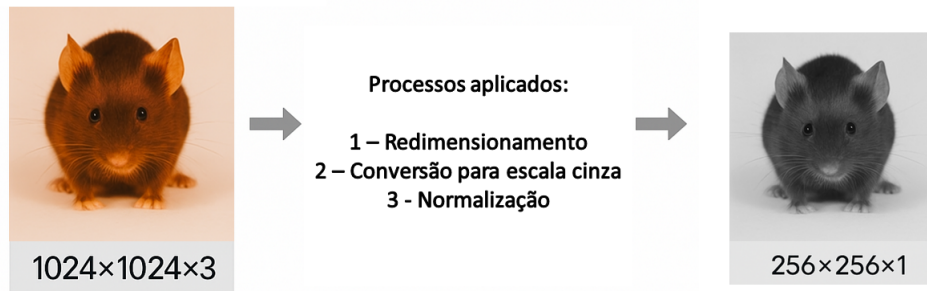 1024×1024×3
Processos aplicados:
1 – Redimensionamento
2 – Conversão para escala cinza
3 - Normalização
256×256×1